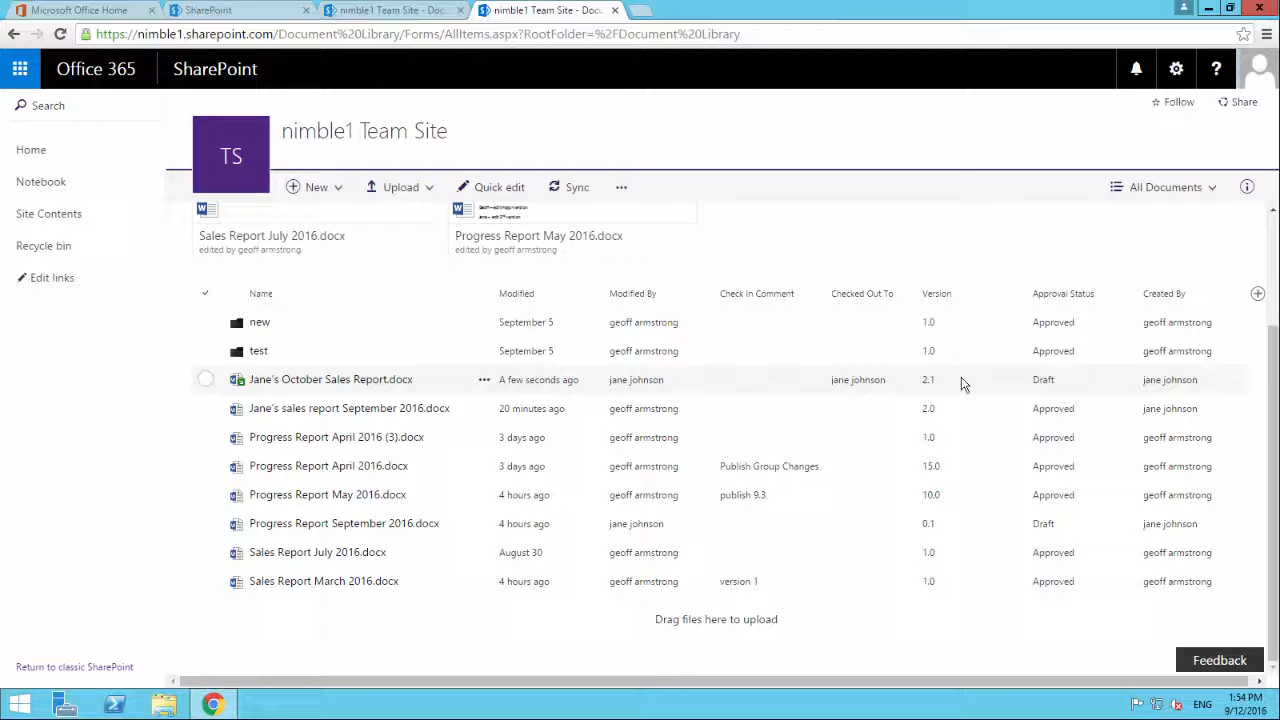 Microsoft Office Home
SharePoint
nimble1 Team Site - Doc
nimble1 Team Site - Docu
https://nimble1.sharepoint.com/Document%20Library/Forms/AllItems.aspx?RootFolder=%2FDocument%20Library
Office 365 SharePoint
Search
Follow Share
nimble1 Team Site
TS
Home
Notebook
Site Contents
Recycle bin
Edit links
New Upload Quick edit Sync ... All Documents
Sales Report July 2016.docx
edited by geoff armstrong
Progress Report May 2016.docx
edited by geoff armstrong
Name Modified Modified By Check In Comment Checked Out To Version Approval Status Created By
new September 5 geoff armstrong 1.0 Approved geoff armstrong
test September 5 geoff armstrong 1.0 Approved geoff armstrong
Jane's October Sales Report.docx ... A few seconds ago jane johnson jane johnson 2.1 Draft jane johnson
Jane's sales report September 2016.docx 20 minutes ago geoff armstrong 2.0 Approved jane johnson
Progress Report April 2016 (3).docx 3 days ago geoff armstrong 1.0 Approved geoff armstrong
Progress Report April 2016.docx 3 days ago geoff armstrong Publish Group Changes 15.0 Approved geoff armstrong
Progress Report May 2016.docx 4 hours ago geoff armstrong publish 9.3 10.0 Approved geoff armstrong
Progress Report September 2016.docx 4 hours ago jane johnson 0.1 Draft jane johnson
Sales Report July 2016.docx August 30 geoff armstrong 1.0 Approved geoff armstrong
Sales Report March 2016.docx 4 hours ago geoff armstrong version 1 1.0 Approved geoff armstrong
Drag files here to upload
Return to classic SharePoint
Feedback
ENG
1:54 PM
9/12/2016